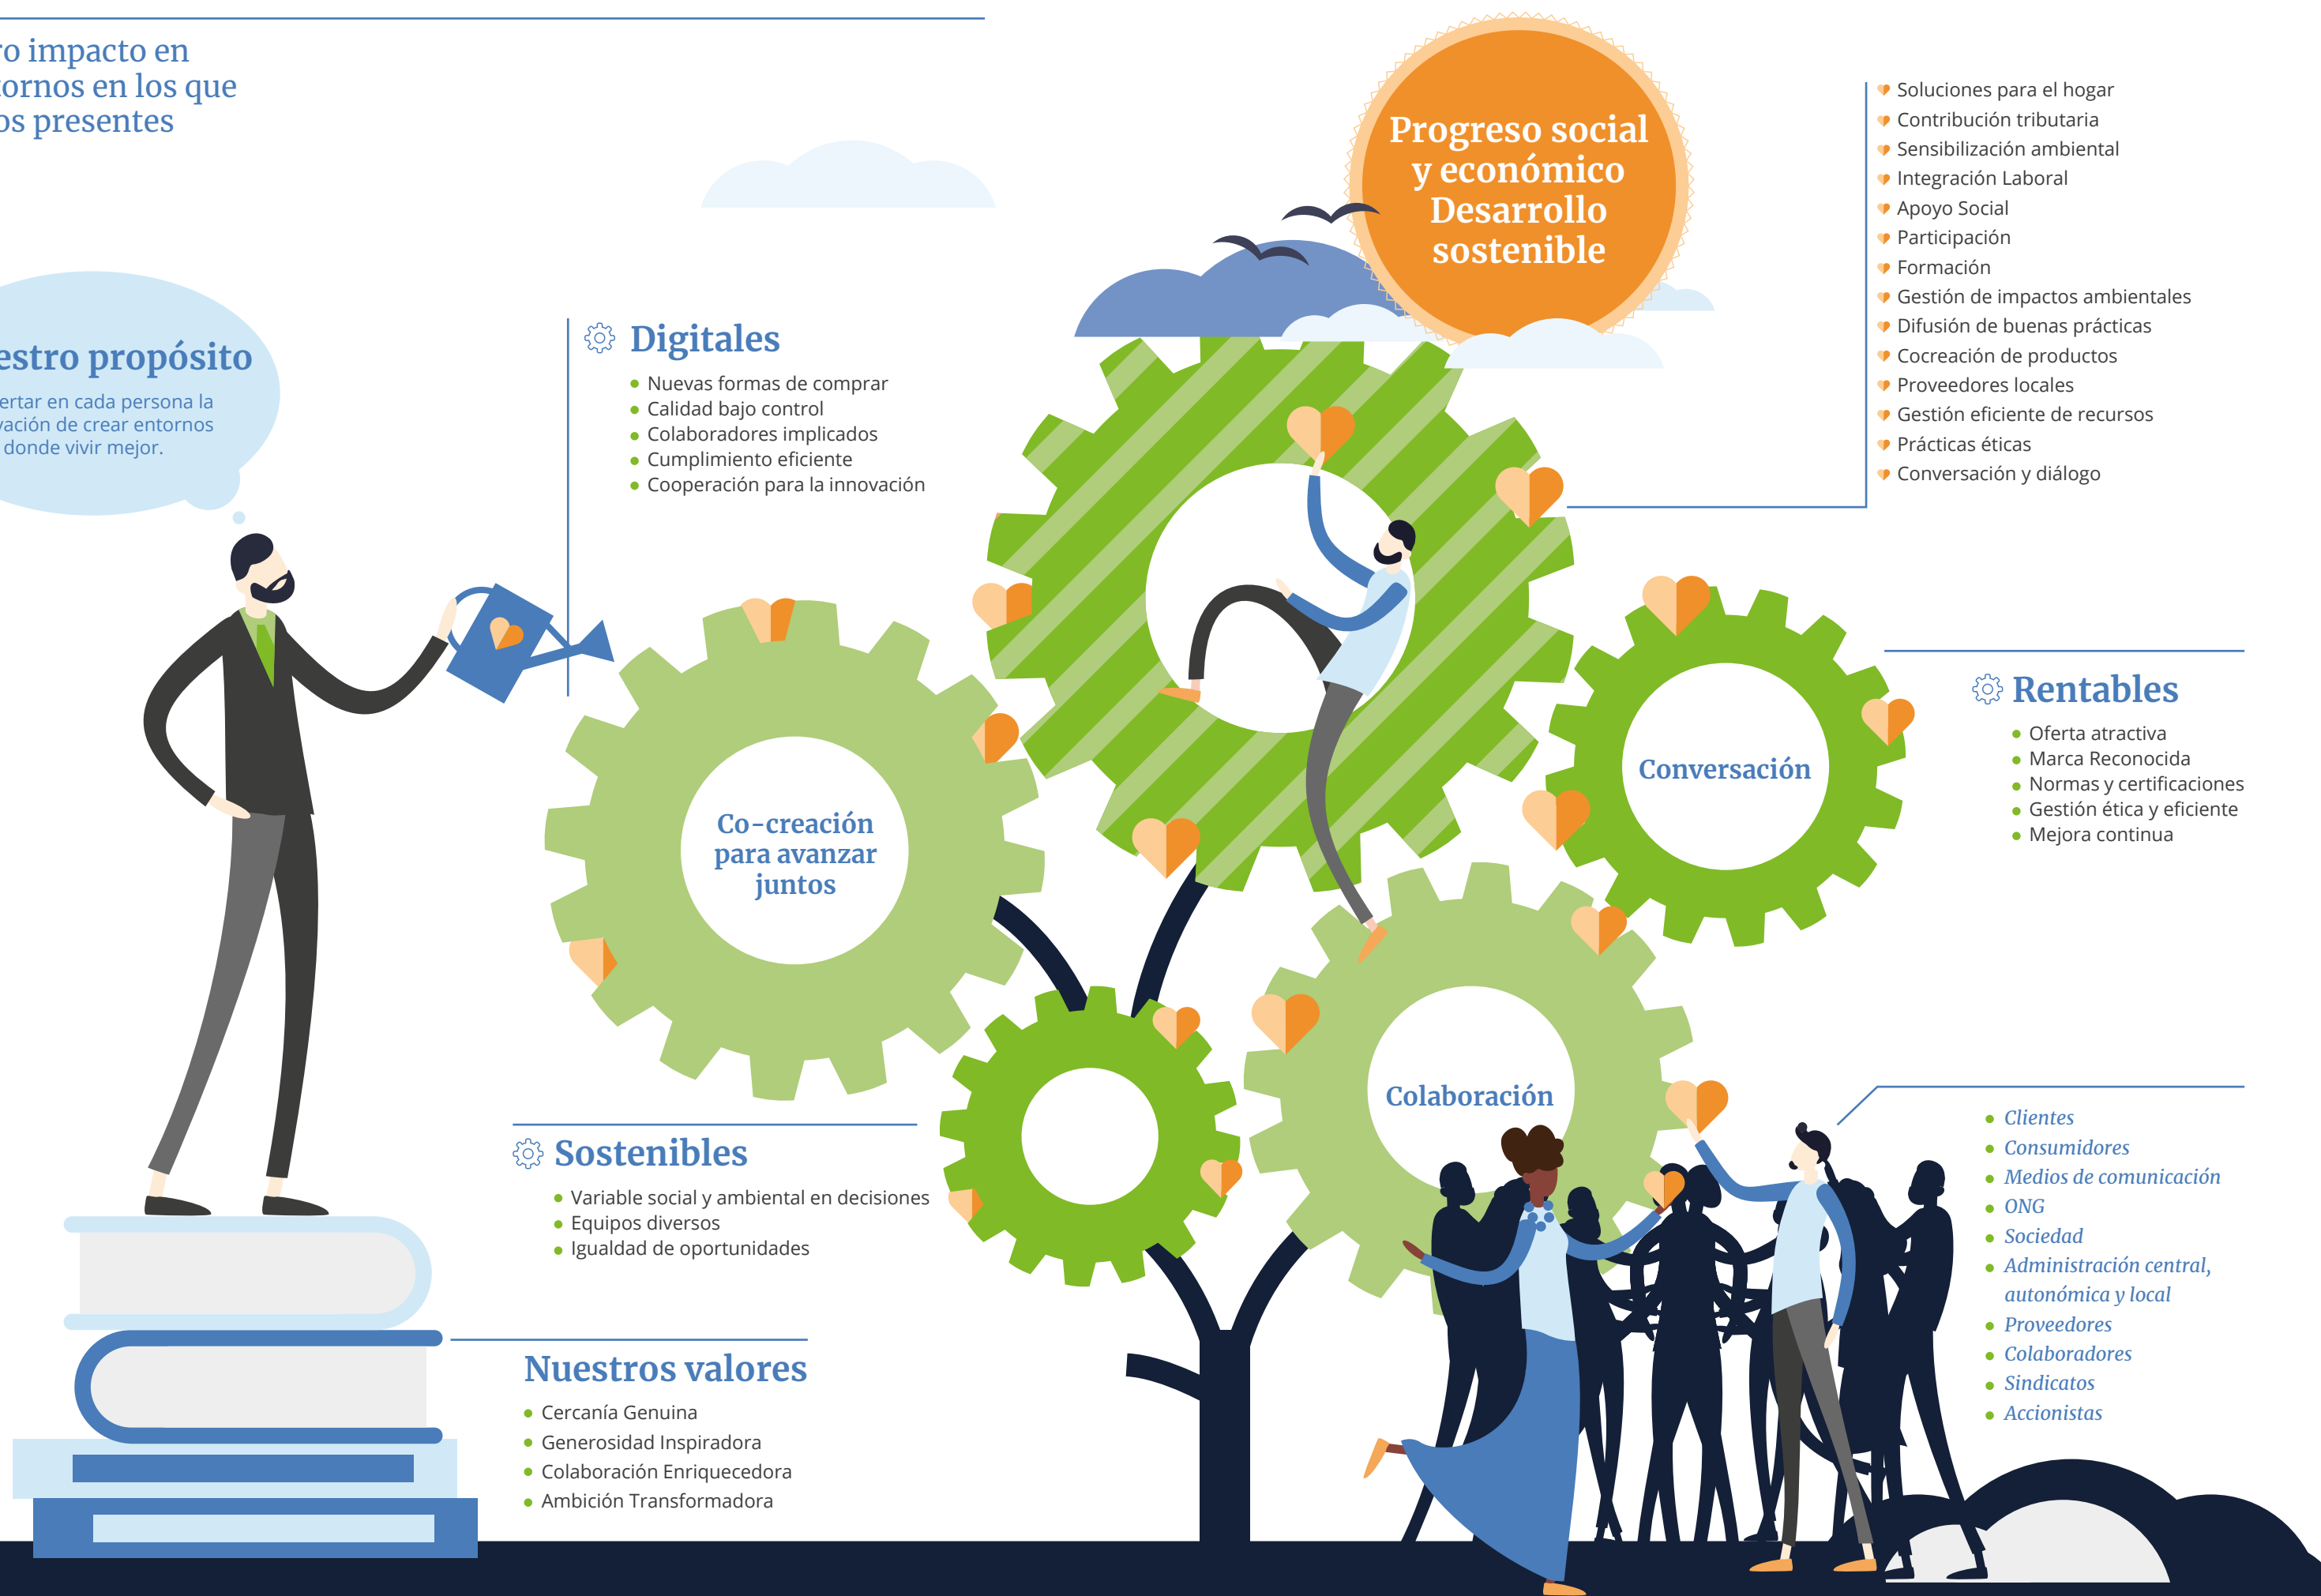 ro impacto en
tornos en los que
os presentes
estro propósito
ertar en cada persona la
vación de crear entornos
donde vivir mejor.
Digitales
Nuevas formas de comprar
Calidad bajo control
Colaboradores implicados
Cumplimiento eficiente
Cooperación para la innovación
Progreso social
y económico
Desarrollo
sostenible
Soluciones para el hogar
Contribución tributaria
Sensibilización ambiental
Integración Laboral
Apoyo Social
Participación
Formación
Gestión de impactos ambientales
Difusión de buenas prácticas
Cocreación de productos
Proveedores locales
Gestión eficiente de recursos
Prácticas éticas
Conversación y diálogo
Co-creación
para avanzar
juntos
Conversación
Rentables
Oferta atractiva
Marca Reconocida
Normas y certificaciones
Gestión ética y eficiente
Mejora continua
Colaboración
Sostenibles
Variable social y ambiental en decisiones
Equipos diversos
Igualdad de oportunidades
Clientes
Consumidores
Medios de comunicación
ONG
Sociedad
Administración central,
autonómica y local
Proveedores
Colaboradores
Sindicatos
Accionistas
Nuestros valores
Cercanía Genuina
Generosidad Inspiradora
Colaboración Enriquecedora
Ambición Transformadora